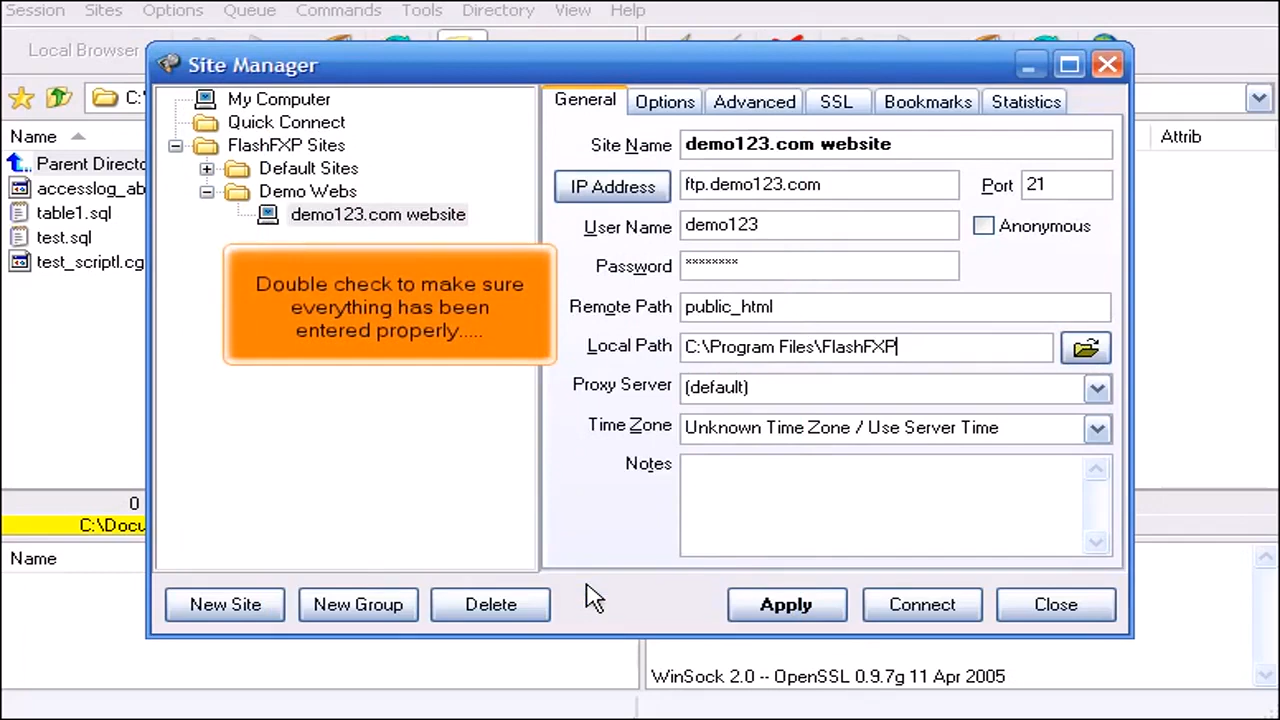 Session Sites Options Queue Commands Tools Directory View Help
Local Browser
C:\
Name
Attrib
Parent Directo
accesslog_ab
table1.sql
test.sql
test_scriptl.cg
0
C:\Docu
Name
WinSock 2.0 -- OpenSSL 0.9.7g 11 Apr 2005
Site Manager
My Computer
Quick Connect
FlashFXP Sites
Default Sites
Demo Webs
demo123.com website
Double check to make sure
everything has been
entered properly.....
General Options Advanced SSL Bookmarks Statistics
Site Name demo123.com website
IP Address ftp.demo123.com Port 21
User Name demo123 Anonymous
Password ********
Remote Path public_html
Local Path C:\Program Files\FlashFXP
Proxy Server (default)
Time Zone Unknown Time Zone / Use Server Time
Notes
New Site New Group Delete Apply Connect Close